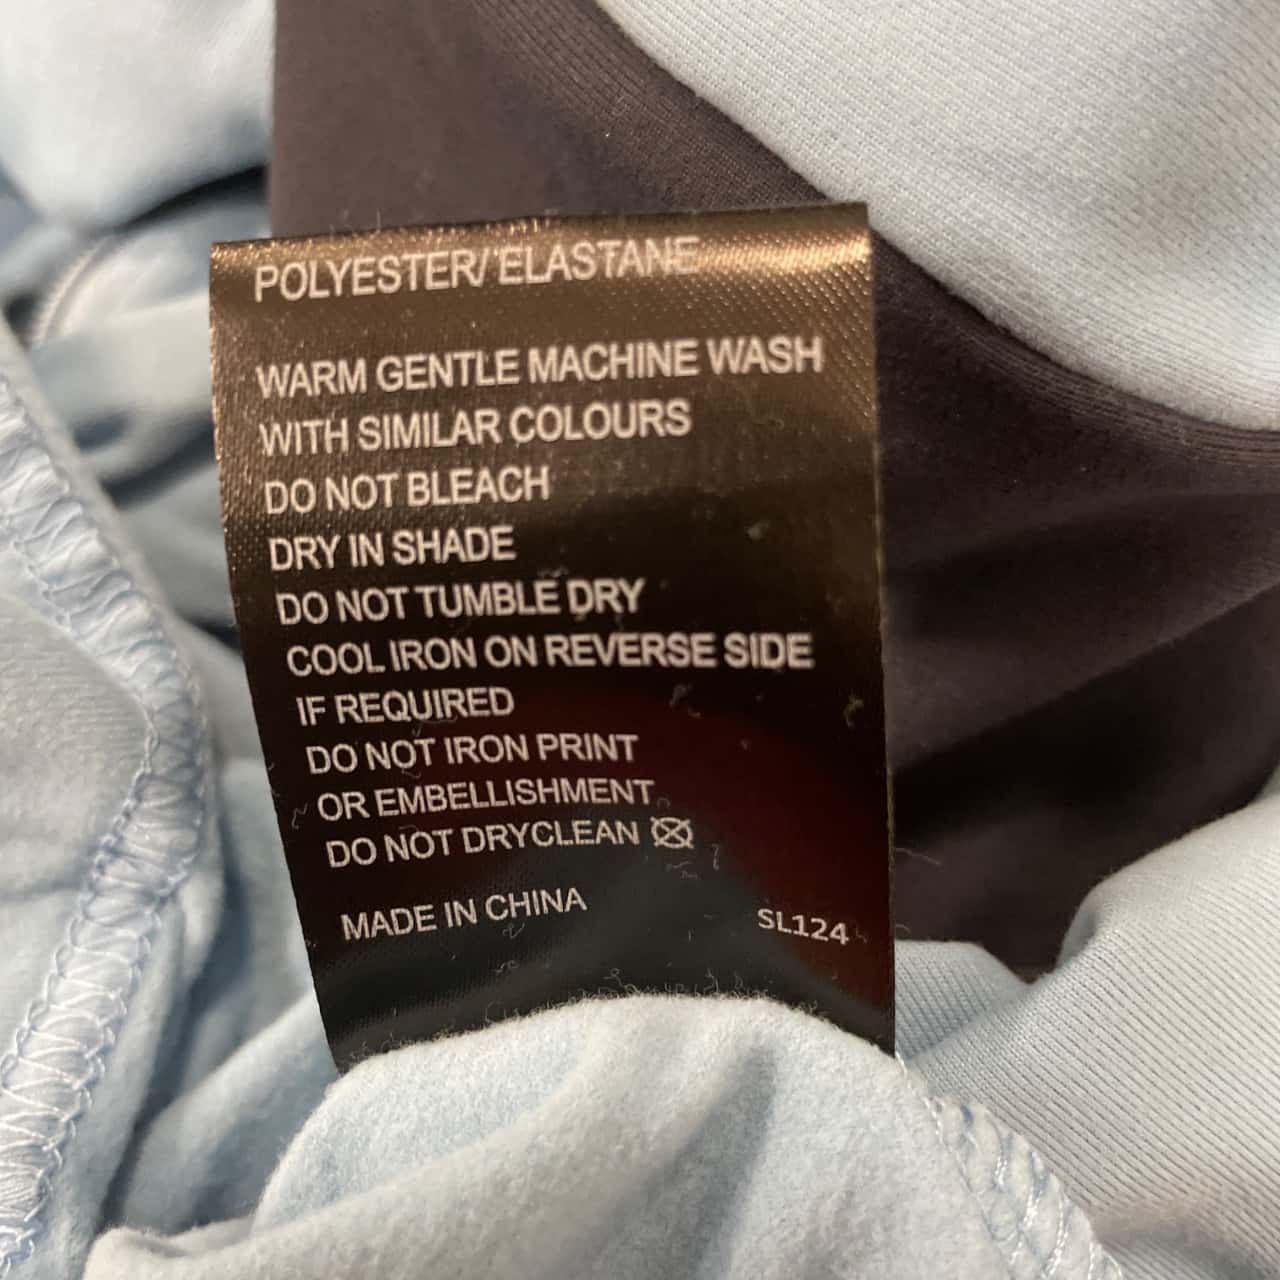 POLYESTER/ ELASTANE
WARM GENTLE MACHINE WASH
WITH SIMILAR COLOURS
DO NOT BLEACH
DRY IN SHADE
DO NOT TUMBLE DRY
COOL IRON ON REVERSE SIDE
IF REQUIRED
DO NOT IRON PRINT
OR EMBELLISHMENT
DO NOT DRYCLEAN
MADE IN CHINA
SL124